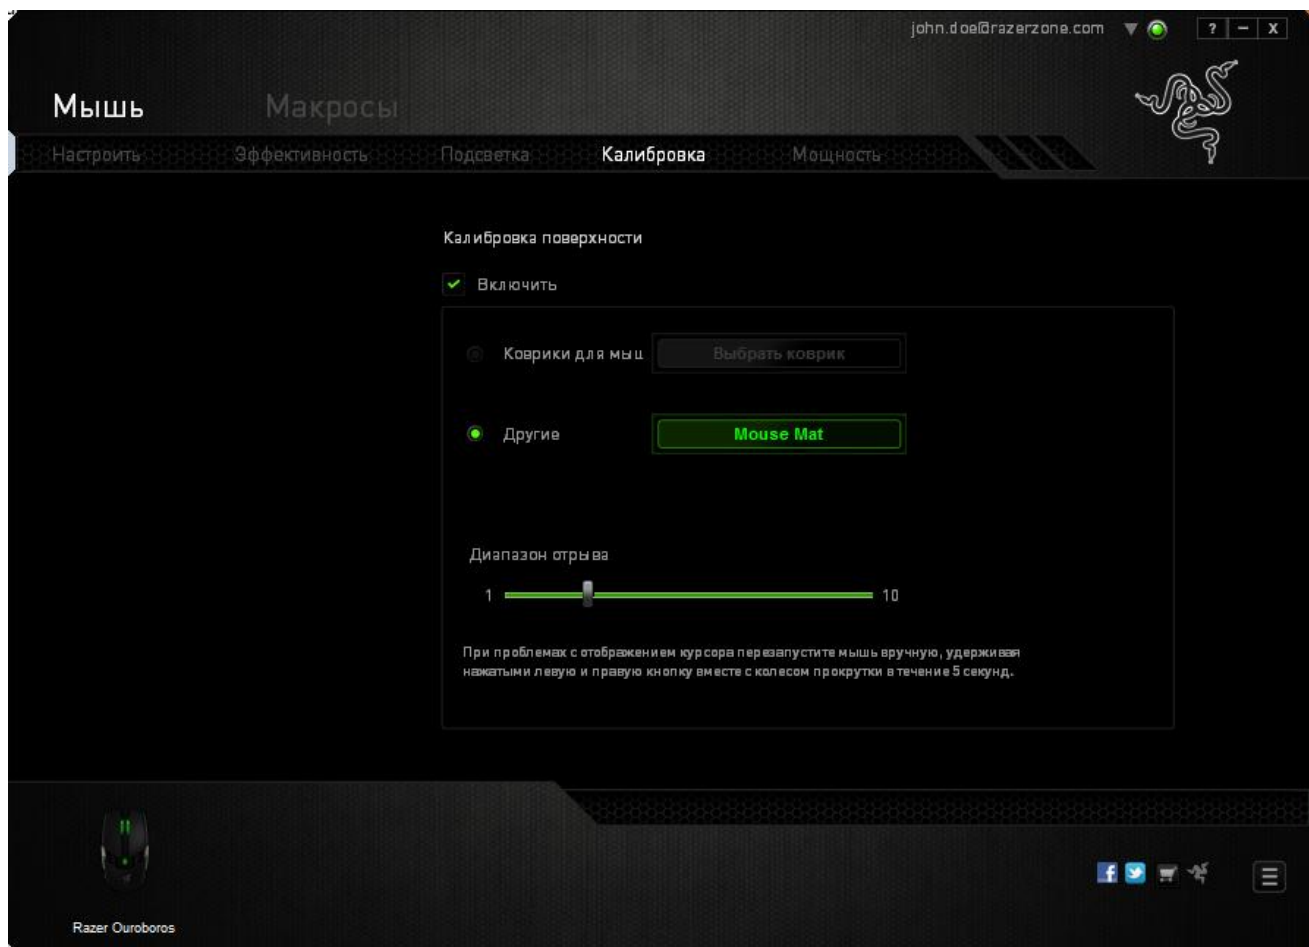 john.doe@razerzone.com
? – X
Мышь Макросы
Настроить Эффективность Подсветка Калибровка Мощность
Калибровка поверхности
Включить
Коврики для мыш Выбрать коврик
Другие Mouse Mat
Диапазон отрыва
1 10
При проблемах с отображением курсора перезапустите мышь вручную, удерживая
нажатыми левую и правую кнопку вместе с колесом прокрутки в течение 5 секунд.
Razer Ouroboros